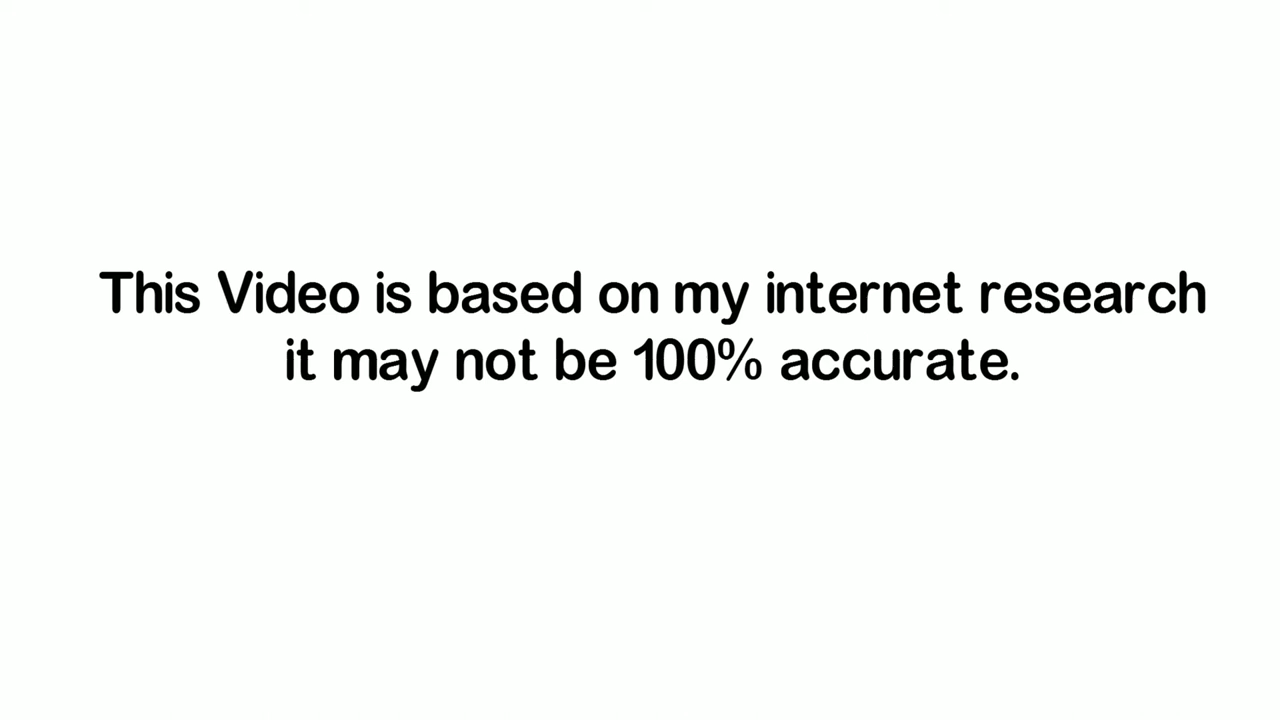 This Video is based on my internet research
it may not be 100% accurate.